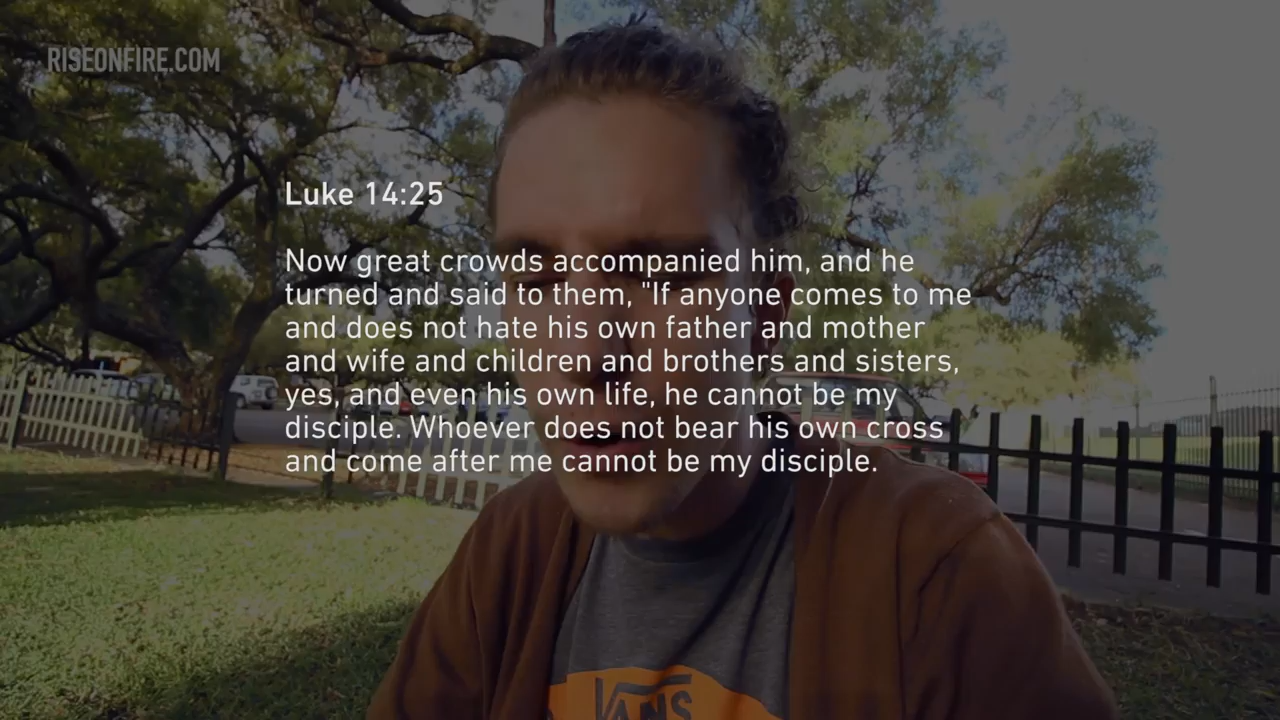 RISEONFIRE.COM
Luke 14:25
Now great crowds accompanied him, and he
turned and said to them, "If anyone comes to me
and does not hate his own father and mother
and wife and children and brothers and sisters,
yes, and even his own life, he cannot be my
disciple. Whoever does not bear his own cross
and come after me cannot be my disciple.
VANS